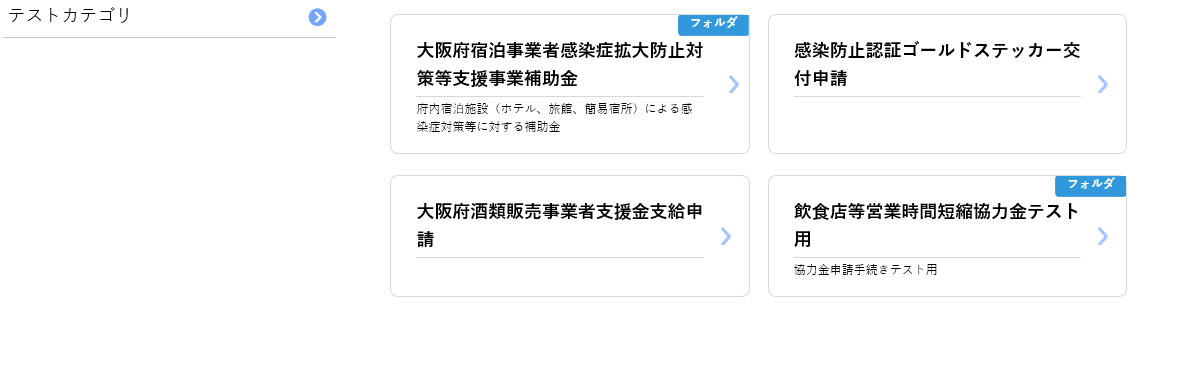 テストカテゴリ
フォルダ
大阪府宿泊事業者感染症拡大防止対
策等支援事業補助金
府内宿泊施設（ホテル、旅館、簡易宿所）による感
染症対策等に対する補助金
感染防止認証ゴールドステッカー交
付申請
大阪府酒類販売事業者支援金支給申
請
フォルダ
飲食店等営業時間短縮協力金テスト
用
協力金申請手続きテスト用